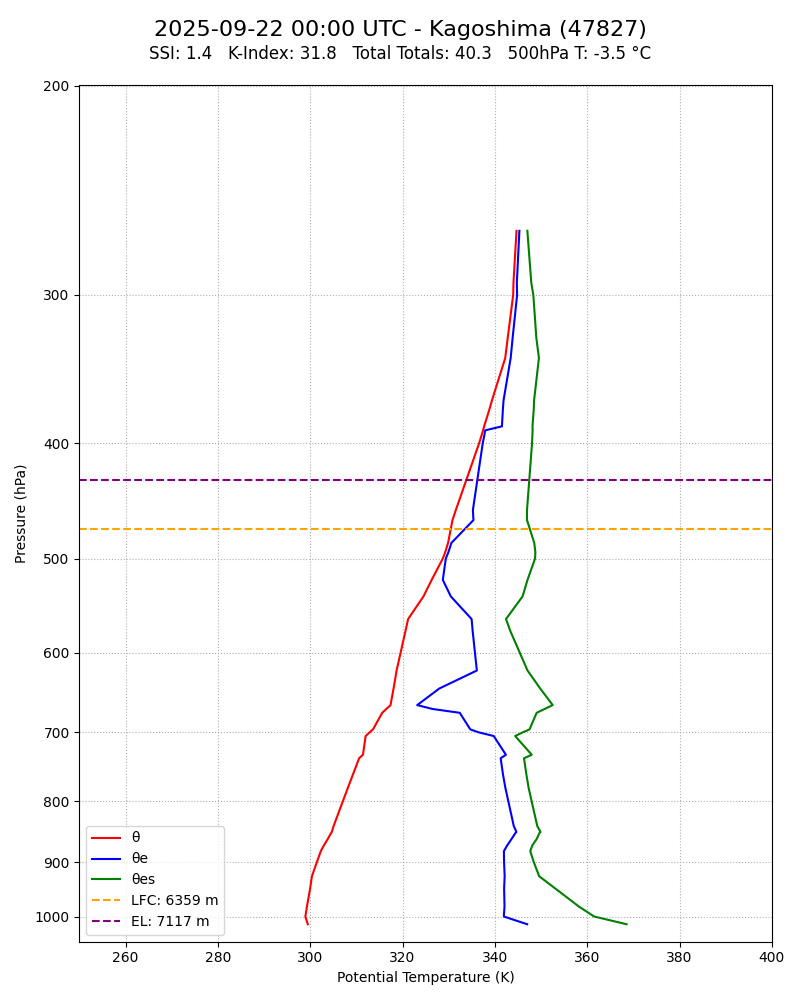 2025-09-22 00:00 UTC - Kagoshima (47827)
SSI: 1.4   K-Index: 31.8   Total Totals: 40.3   500hPa T: -3.5 °C
200
300
400
500
600
700
800
900
1000
Pressure (hPa)
θ
θe
θes
LFC: 6359 m
EL: 7117 m
260 280 300 320 340 360 380 400
Potential Temperature (K)